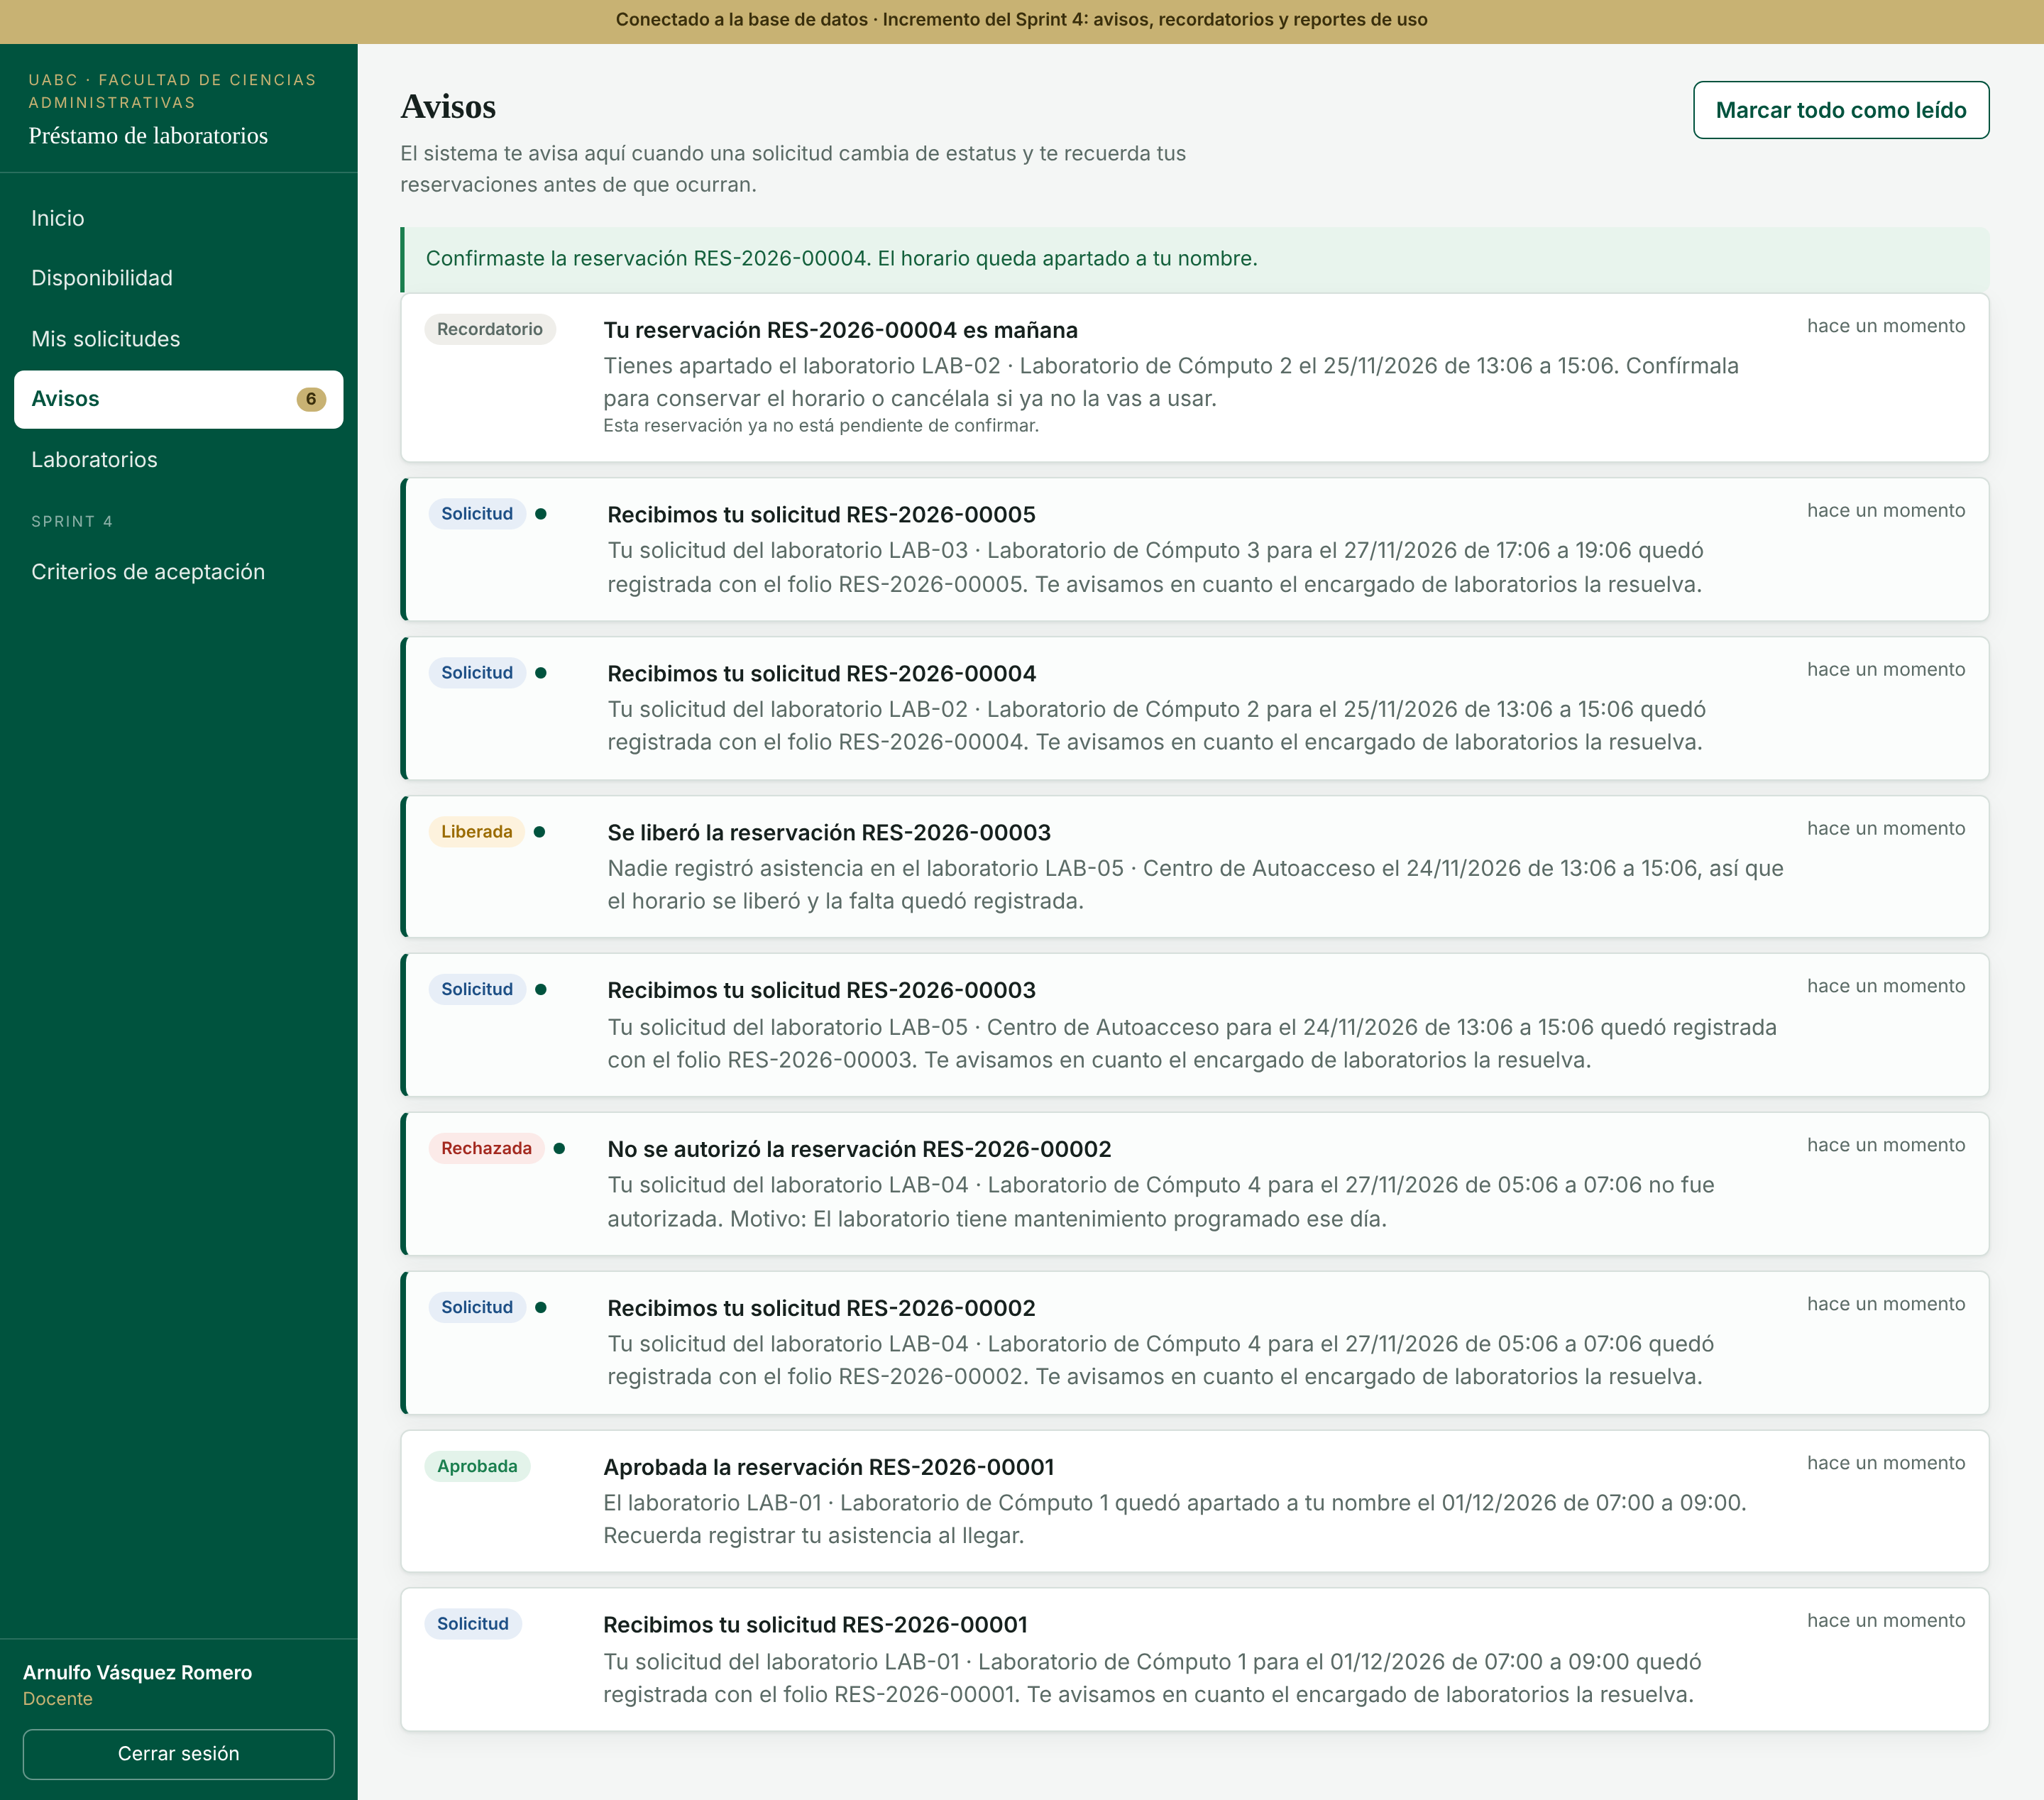 Conectado a la base de datos · Incremento del Sprint 4: avisos, recordatorios y reportes de uso
UABC · FACULTAD DE CIENCIAS
ADMINISTRATIVAS
Préstamo de laboratorios
Inicio
Disponibilidad
Mis solicitudes
Avisos 6
Laboratorios
SPRINT 4
Criterios de aceptación
Arnulfo Vásquez Romero
Docente
Cerrar sesión
Avisos
Marcar todo como leído
El sistema te avisa aquí cuando una solicitud cambia de estatus y te recuerda tus
reservaciones antes de que ocurran.
Confirmaste la reservación RES-2026-00004. El horario queda apartado a tu nombre.
Recordatorio Tu reservación RES-2026-00004 es mañana hace un momento
Tienes apartado el laboratorio LAB-02 · Laboratorio de Cómputo 2 el 25/11/2026 de 13:06 a 15:06. Confírmala
para conservar el horario o cancélala si ya no la vas a usar.
Esta reservación ya no está pendiente de confirmar.
Solicitud Recibimos tu solicitud RES-2026-00005 hace un momento
Tu solicitud del laboratorio LAB-03 · Laboratorio de Cómputo 3 para el 27/11/2026 de 17:06 a 19:06 quedó
registrada con el folio RES-2026-00005. Te avisamos en cuanto el encargado de laboratorios la resuelva.
Solicitud Recibimos tu solicitud RES-2026-00004 hace un momento
Tu solicitud del laboratorio LAB-02 · Laboratorio de Cómputo 2 para el 25/11/2026 de 13:06 a 15:06 quedó
registrada con el folio RES-2026-00004. Te avisamos en cuanto el encargado de laboratorios la resuelva.
Liberada Se liberó la reservación RES-2026-00003 hace un momento
Nadie registró asistencia en el laboratorio LAB-05 · Centro de Autoacceso el 24/11/2026 de 13:06 a 15:06, así que
el horario se liberó y la falta quedó registrada.
Solicitud Recibimos tu solicitud RES-2026-00003 hace un momento
Tu solicitud del laboratorio LAB-05 · Centro de Autoacceso para el 24/11/2026 de 13:06 a 15:06 quedó registrada
con el folio RES-2026-00003. Te avisamos en cuanto el encargado de laboratorios la resuelva.
Rechazada No se autorizó la reservación RES-2026-00002 hace un momento
Tu solicitud del laboratorio LAB-04 · Laboratorio de Cómputo 4 para el 27/11/2026 de 05:06 a 07:06 no fue
autorizada. Motivo: El laboratorio tiene mantenimiento programado ese día.
Solicitud Recibimos tu solicitud RES-2026-00002 hace un momento
Tu solicitud del laboratorio LAB-04 · Laboratorio de Cómputo 4 para el 27/11/2026 de 05:06 a 07:06 quedó
registrada con el folio RES-2026-00002. Te avisamos en cuanto el encargado de laboratorios la resuelva.
Aprobada Aprobada la reservación RES-2026-00001 hace un momento
El laboratorio LAB-01 · Laboratorio de Cómputo 1 quedó apartado a tu nombre el 01/12/2026 de 07:00 a 09:00.
Recuerda registrar tu asistencia al llegar.
Solicitud Recibimos tu solicitud RES-2026-00001 hace un momento
Tu solicitud del laboratorio LAB-01 · Laboratorio de Cómputo 1 para el 01/12/2026 de 07:00 a 09:00 quedó
registrada con el folio RES-2026-00001. Te avisamos en cuanto el encargado de laboratorios la resuelva.